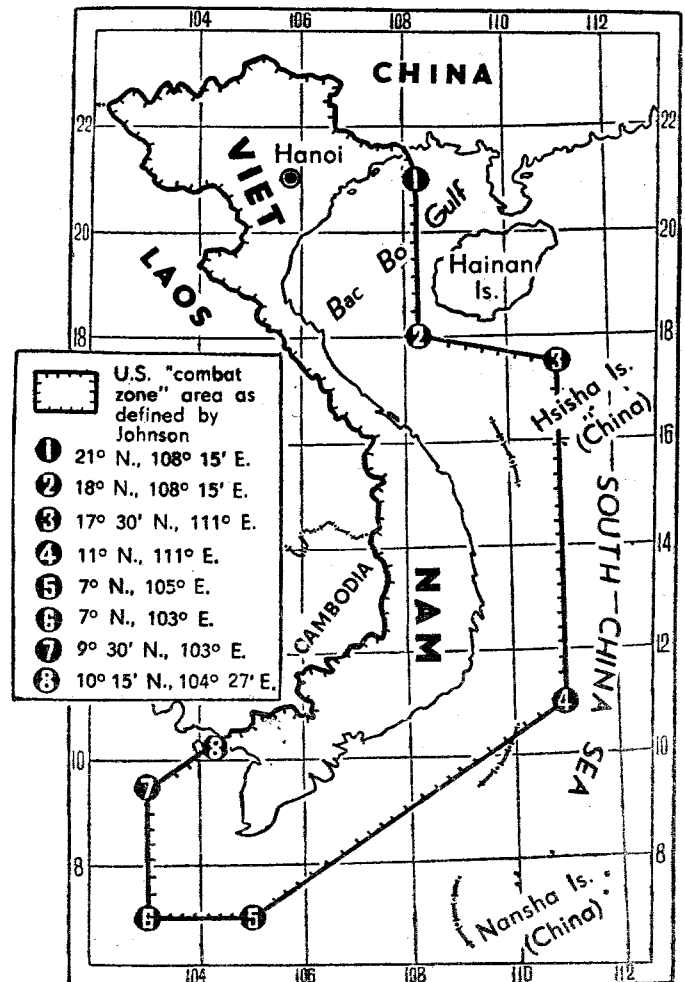 104 106 108 110 112
CHINA
22
22
VIET
Hanoi
1
Gulf
Bo
Bac
20
20
LAOS
Hainan
Is.
18
18
2
3
Hsisha Is.
(China)
U.S. "combat
zone" area as
defined by
Johnson
1 21° N., 108° 15' E.
2 18° N., 108° 15' E.
3 17° 30' N., 111° E.
4 11° N., 111° E.
5 7° N., 105° E.
6 7° N., 103° E.
7 9° 30' N., 103° E.
8 10° 15' N., 104° 27' E.
16
14
12
SOUTH CHINA
SEA
CAMBODIA
NAM
4
8
10
10
7
8
8
6
5
Nansha Is.
(China)
104 106 108 110 112